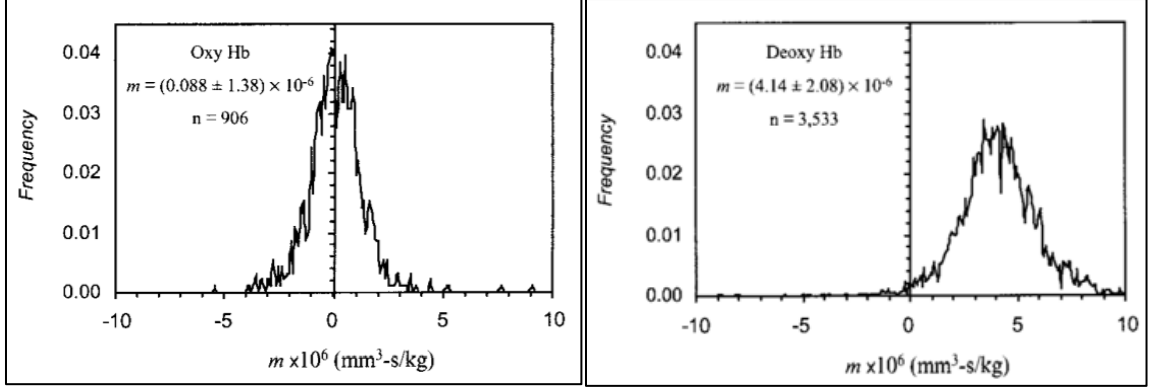 0.04
0.03
0.02
0.01
0.00
Frequency
Oxy Hb
m = (0.088 ± 1.38) × 10⁻⁶
n = 906
-10
-5
0
5
10
m x10⁶ (mm³-s/kg)
0.04
0.03
0.02
0.01
0.00
Frequency
Deoxy Hb
m = (4.14 ± 2.08) × 10⁻⁶
n = 3,533
-10
-5
0
5
10
m x10⁶ (mm³-s/kg)